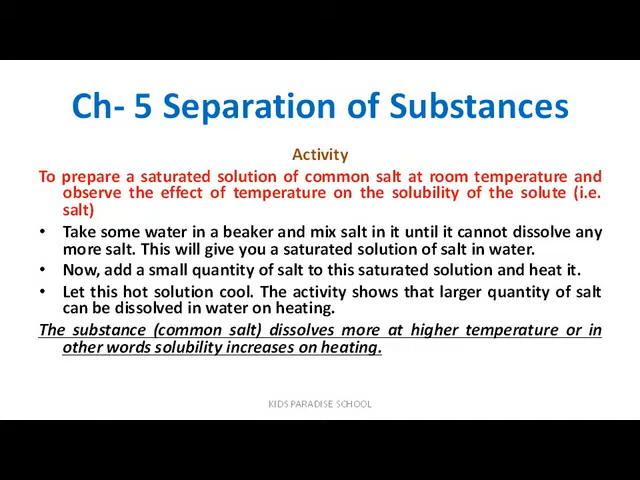 Ch- 5 Separation of Substances
Activity
To prepare a saturated solution of common salt at room temperature and
observe the effect of temperature on the solubility of the solute (i.e.
salt)
• Take some water in a beaker and mix salt in it until it cannot dissolve any
more salt. This will give you a saturated solution of salt in water.
• Now, add a small quantity of salt to this saturated solution and heat it.
• Let this hot solution cool. The activity shows that larger quantity of salt
can be dissolved in water on heating.
The substance (common salt) dissolves more at higher temperature or in
other words solubility increases on heating.
KIDS PARADISE SCHOOL